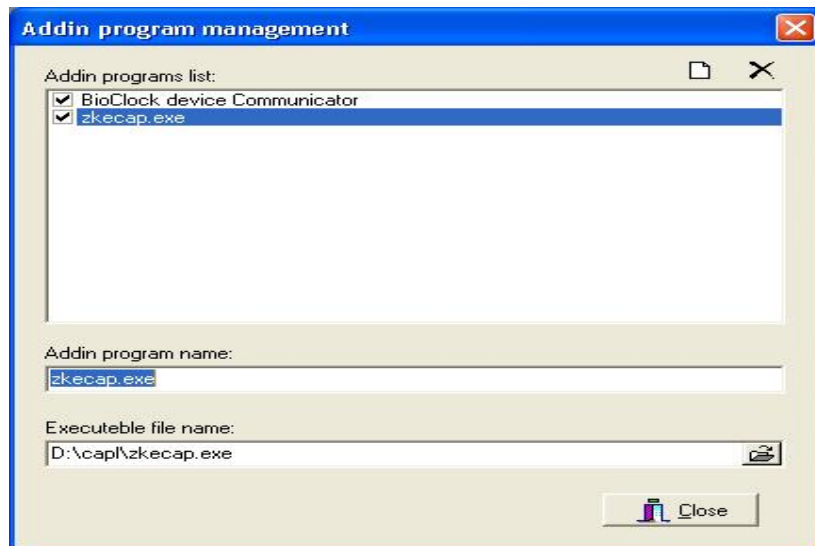 Addin program management
Addin programs list:
BioClock device Communicator
zkecap.exe
Addin program name:
zkecap.exe
Executeble file name:
D:\capl\zkecap.exe
Close